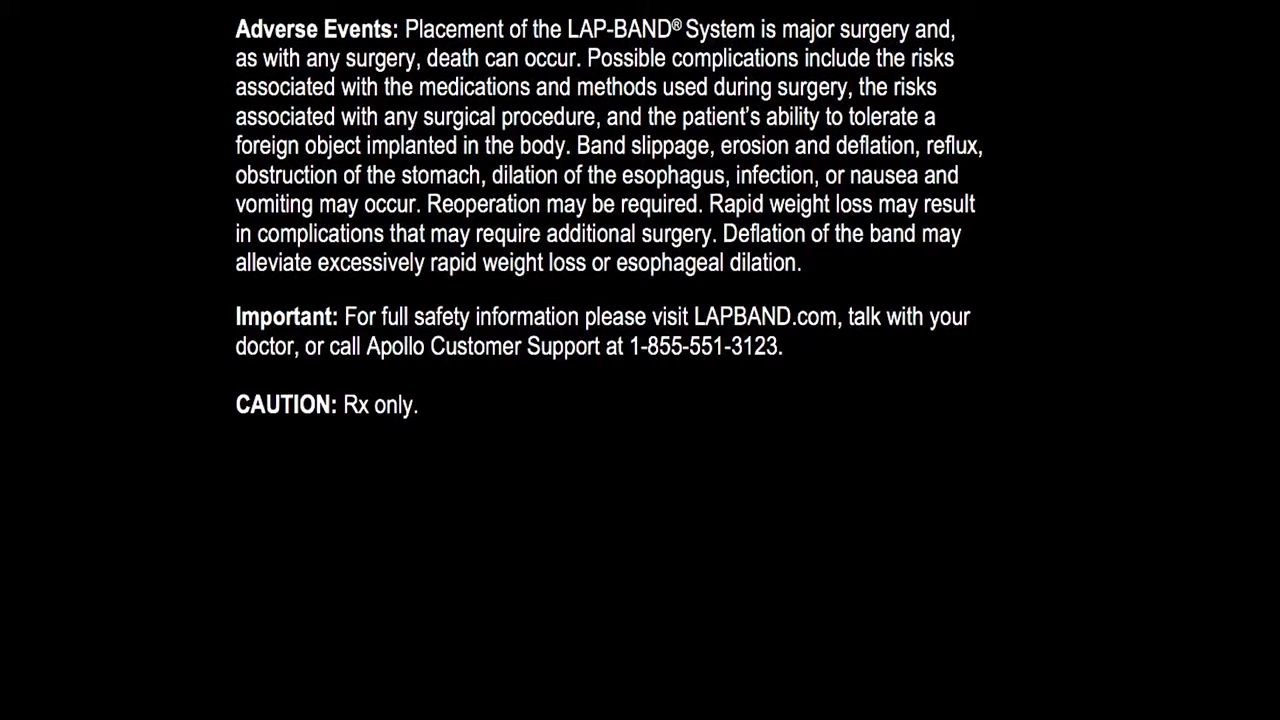 Adverse Events: Placement of the LAP-BAND® System is major surgery and,
as with any surgery, death can occur. Possible complications include the risks
associated with the medications and methods used during surgery, the risks
associated with any surgical procedure, and the patient’s ability to tolerate a
foreign object implanted in the body. Band slippage, erosion and deflation, reflux,
obstruction of the stomach, dilation of the esophagus, infection, or nausea and
vomiting may occur. Reoperation may be required. Rapid weight loss may result
in complications that may require additional surgery. Deflation of the band may
alleviate excessively rapid weight loss or esophageal dilation.
Important: For full safety information please visit LAPBAND.com, talk with your
doctor, or call Apollo Customer Support at 1-855-551-3123.
CAUTION: Rx only.